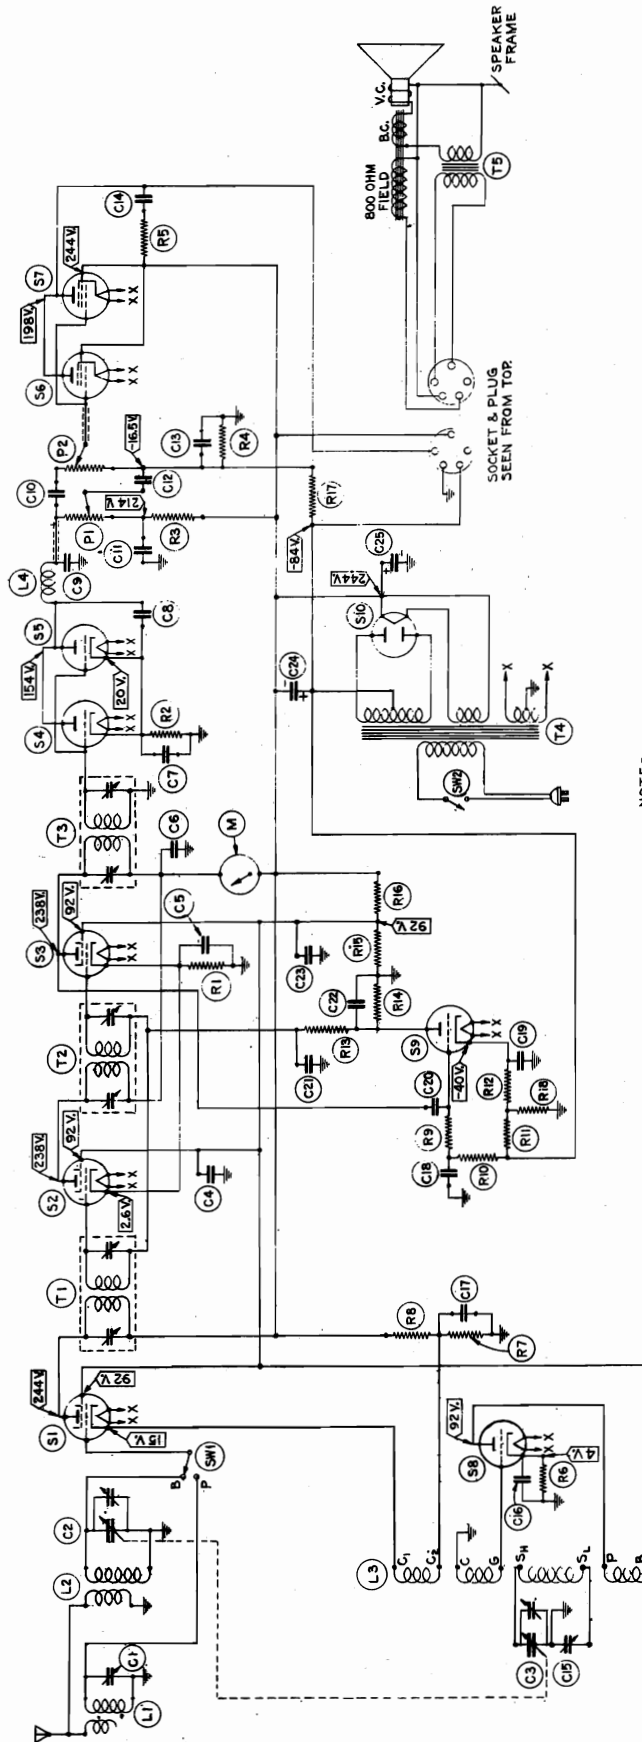 244V.
S1
92V.
15V.
T1
238V.
S2
92V.
2.6V.
T2
238V.
S3
92V.
T3
S4
154V.
S5
20V.
L4
C9
C10
P1
P2
198V.
S6
S7
244V.
C14
R5
L1
C1
L2
C2
B
P
SW1
X X
X X
X X
X X
X X
X X
X X
C4
R1
C5
C6
M
C7
R2
C8
C11
214V.
R3
C12
-16.5V.
C13
R4
R17
-84V.
L3
C1
C2
C
G
SH
SL
P
B
C3
C15
92V.
S8
4V.
C16
R6
X X
R8
R7
C17
C21
R13
C22
R14
C23
R15
R16
92V.
C20
S9
-40V.
X X
R9
C18
R10
R11
R12
R18
C19
C24
244V.
S10
C25
SW2
T4
X
X
SOCKET & PLUG
SEEN FROM TOP.
800 OHM
FIELD
B.C.
V.C.
T5
SPEAKER
FRAME